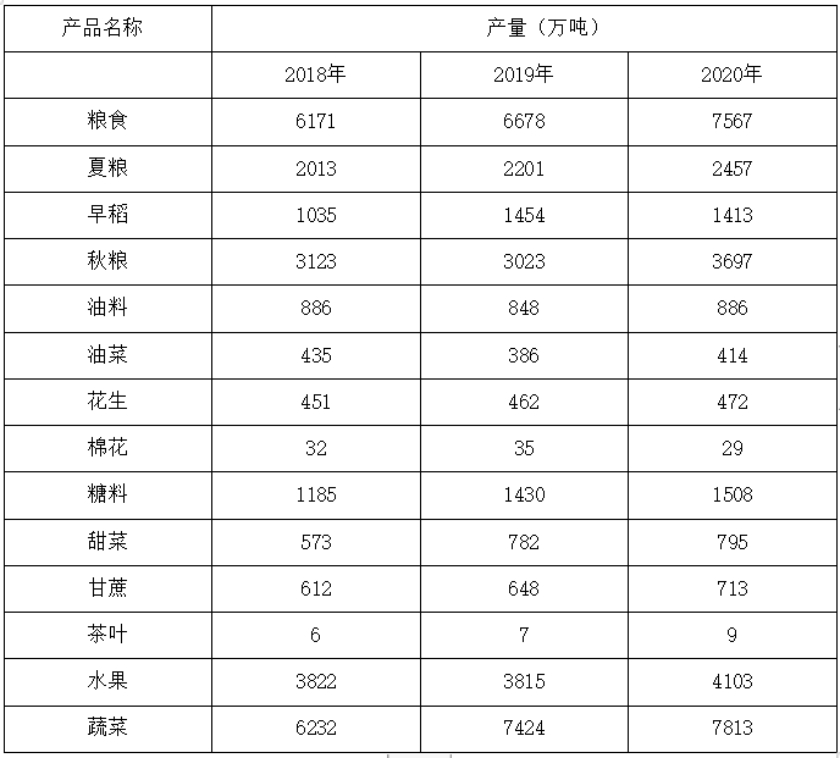 产品名称 产量（万吨）
2018年 2019年 2020年
粮食 6171 6678 7567
夏粮 2013 2201 2457
早稻 1035 1454 1413
秋粮 3123 3023 3697
油料 886 848 886
油菜 435 386 414
花生 451 462 472
棉花 32 35 29
糖料 1185 1430 1508
甜菜 573 782 795
甘蔗 612 648 713
茶叶 6 7 9
水果 3822 3815 4103
蔬菜 6232 7424 7813